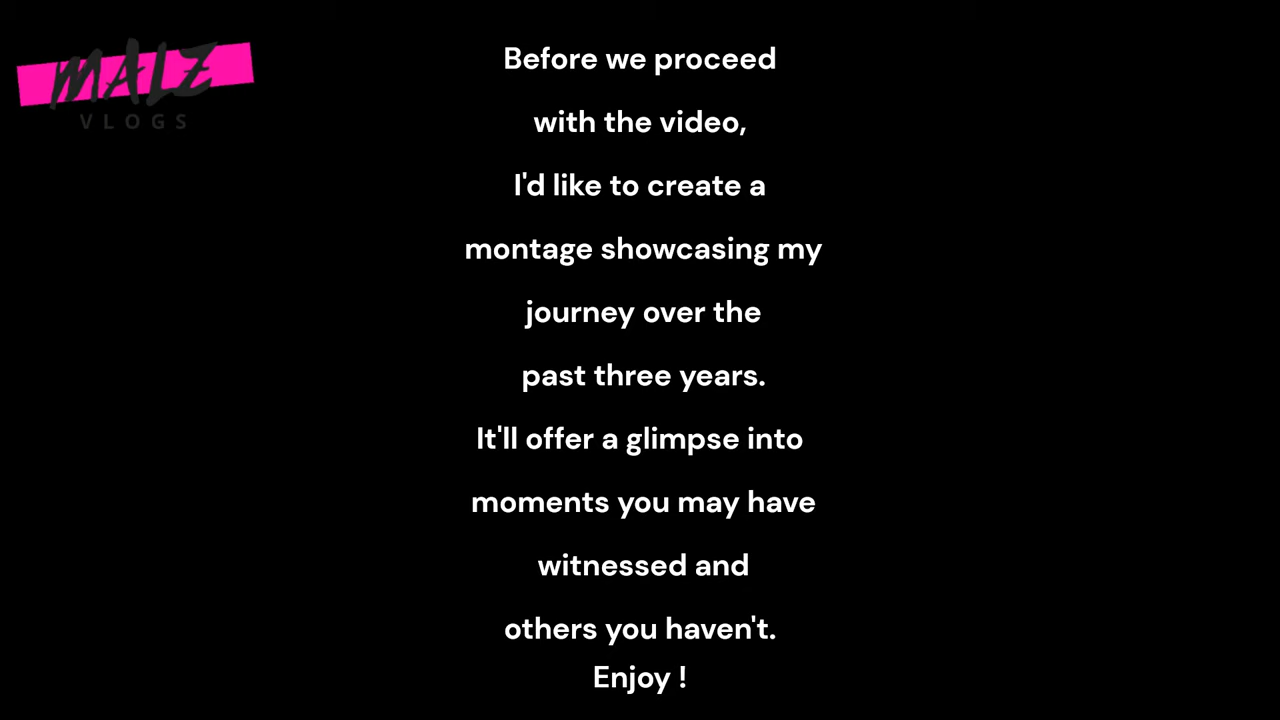 MALZ
VLOGS
Before we proceed
with the video,
I'd like to create a
montage showcasing my
journey over the
past three years.
It'll offer a glimpse into
moments you may have
witnessed and
others you haven't.
Enjoy !